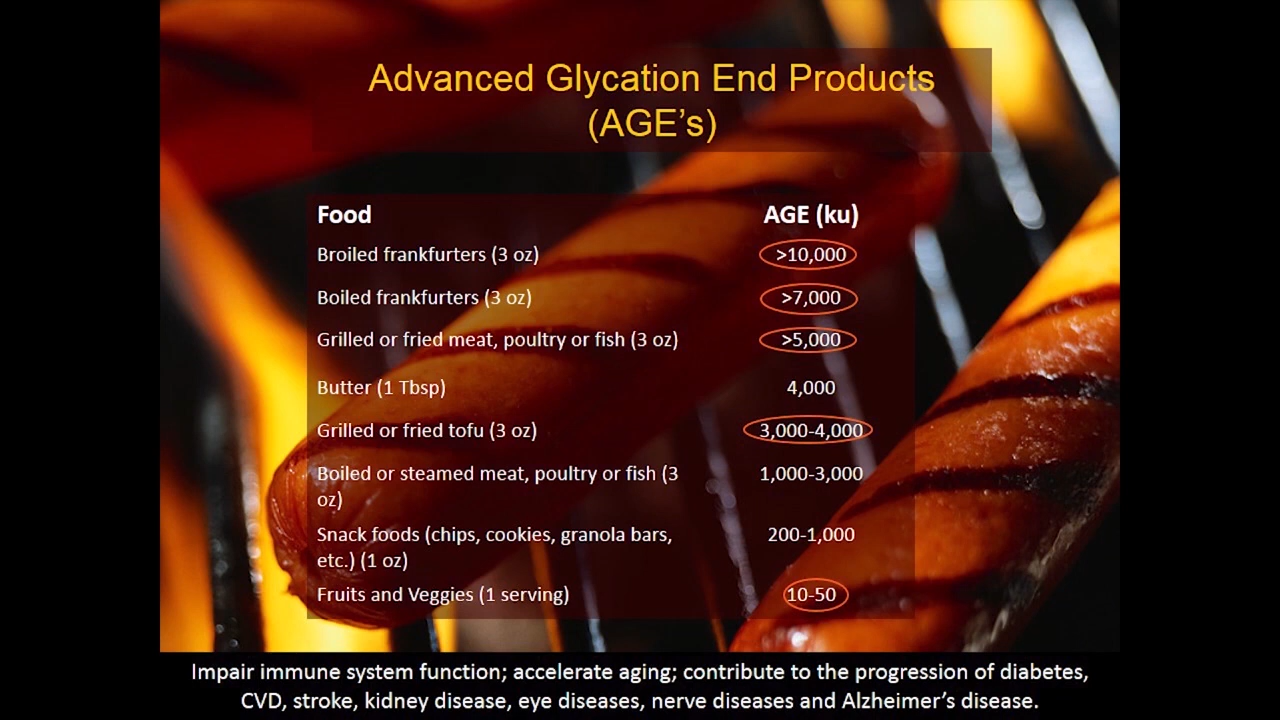 Advanced Glycation End Products
(AGE’s)
Food AGE (ku)
Broiled frankfurters (3 oz) >10,000
Boiled frankfurters (3 oz) >7,000
Grilled or fried meat, poultry or fish (3 oz) >5,000
Butter (1 Tbsp) 4,000
Grilled or fried tofu (3 oz) 3,000-4,000
Boiled or steamed meat, poultry or fish (3 1,000-3,000
oz)
Snack foods (chips, cookies, granola bars, 200-1,000
etc.) (1 oz)
Fruits and Veggies (1 serving) 10-50
Impair immune system function; accelerate aging; contribute to the progression of diabetes,
CVD, stroke, kidney disease, eye diseases, nerve diseases and Alzheimer’s disease.